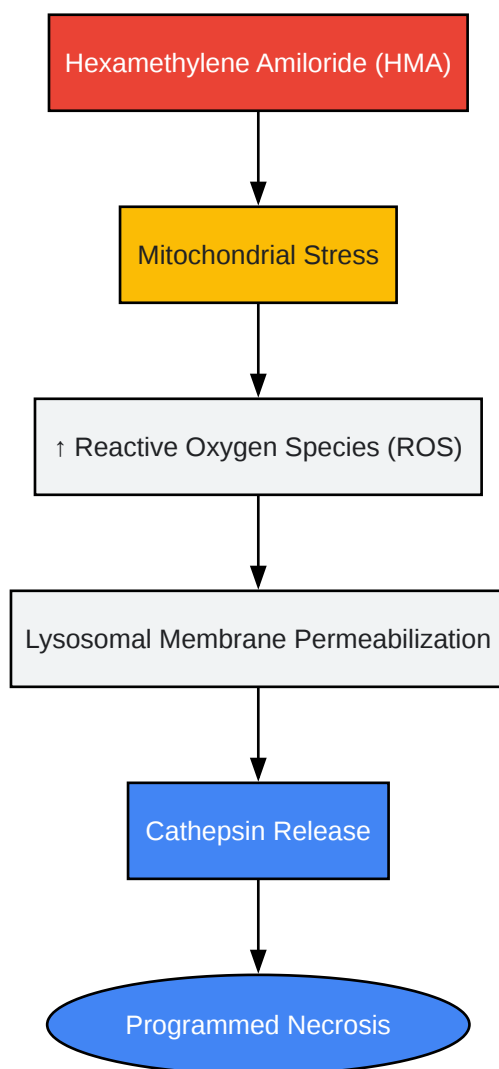 Hexamethylene Amiloride (HMA)
Mitochondrial Stress
↑ Reactive Oxygen Species (ROS)
Lysosomal Membrane Permeabilization
Cathepsin Release
Programmed Necrosis